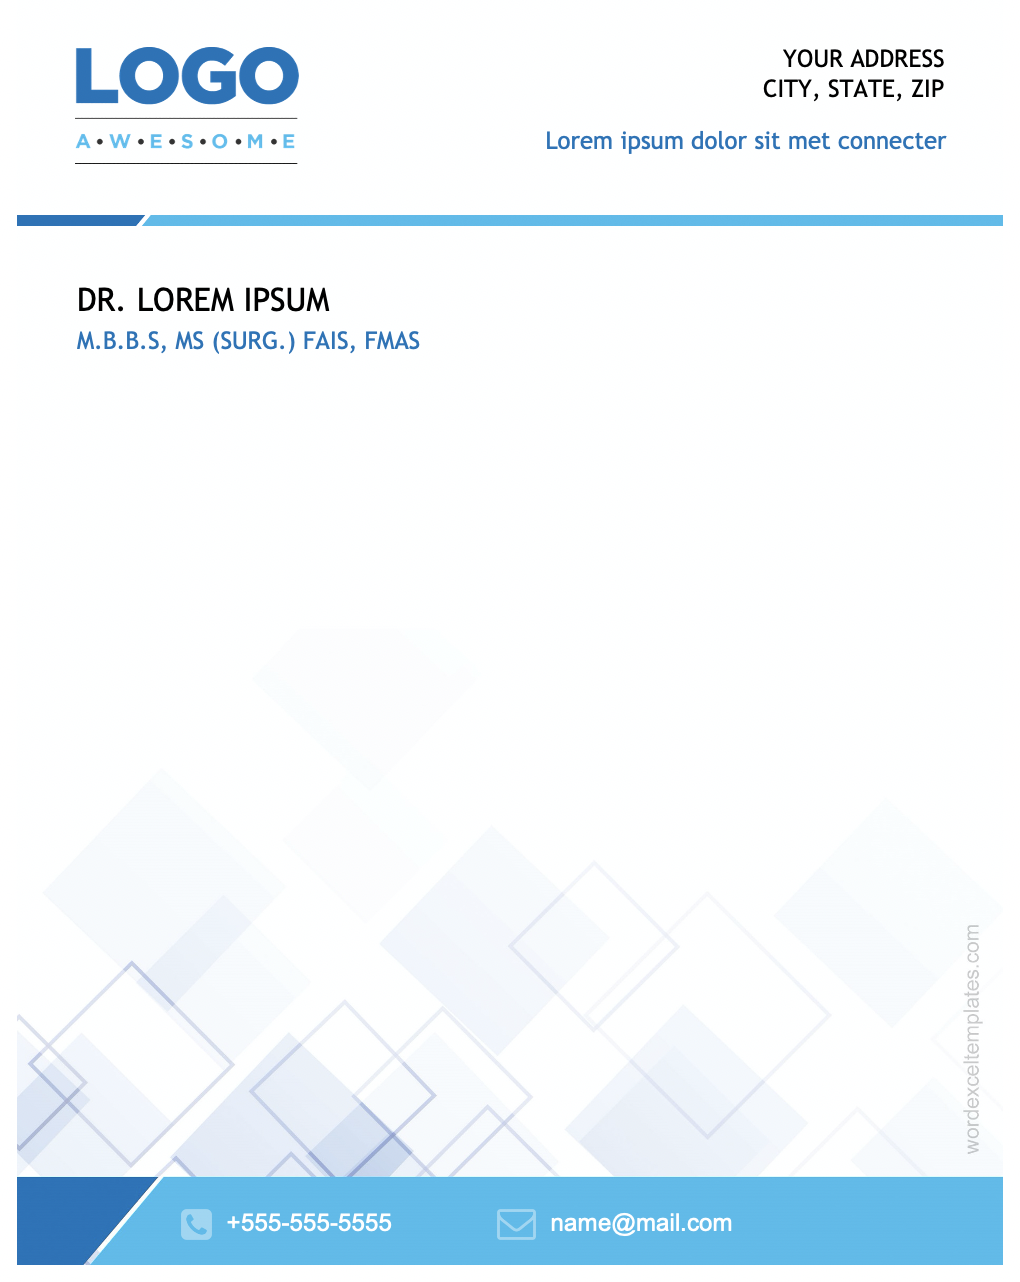 LOGO
A•W•E•S•O•M•E
YOUR ADDRESS
CITY, STATE, ZIP
Lorem ipsum dolor sit met connecter
DR. LOREM IPSUM
M.B.B.S, MS (SURG.) FAIS, FMAS
wordexceltemplates.com
+555-555-5555
name@mail.com